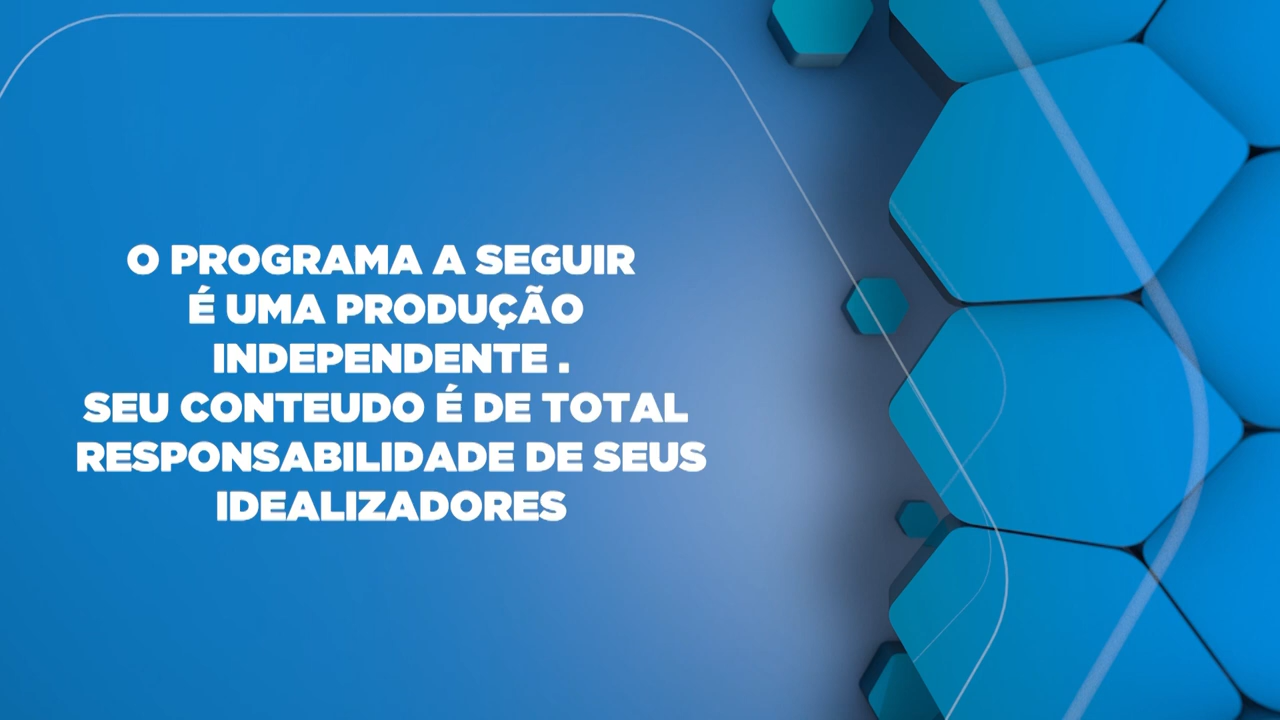 O PROGRAMA A SEGUIR
É UMA PRODUÇÃO
INDEPENDENTE .
SEU CONTEUDO É DE TOTAL
RESPONSABILIDADE DE SEUS
IDEALIZADORES